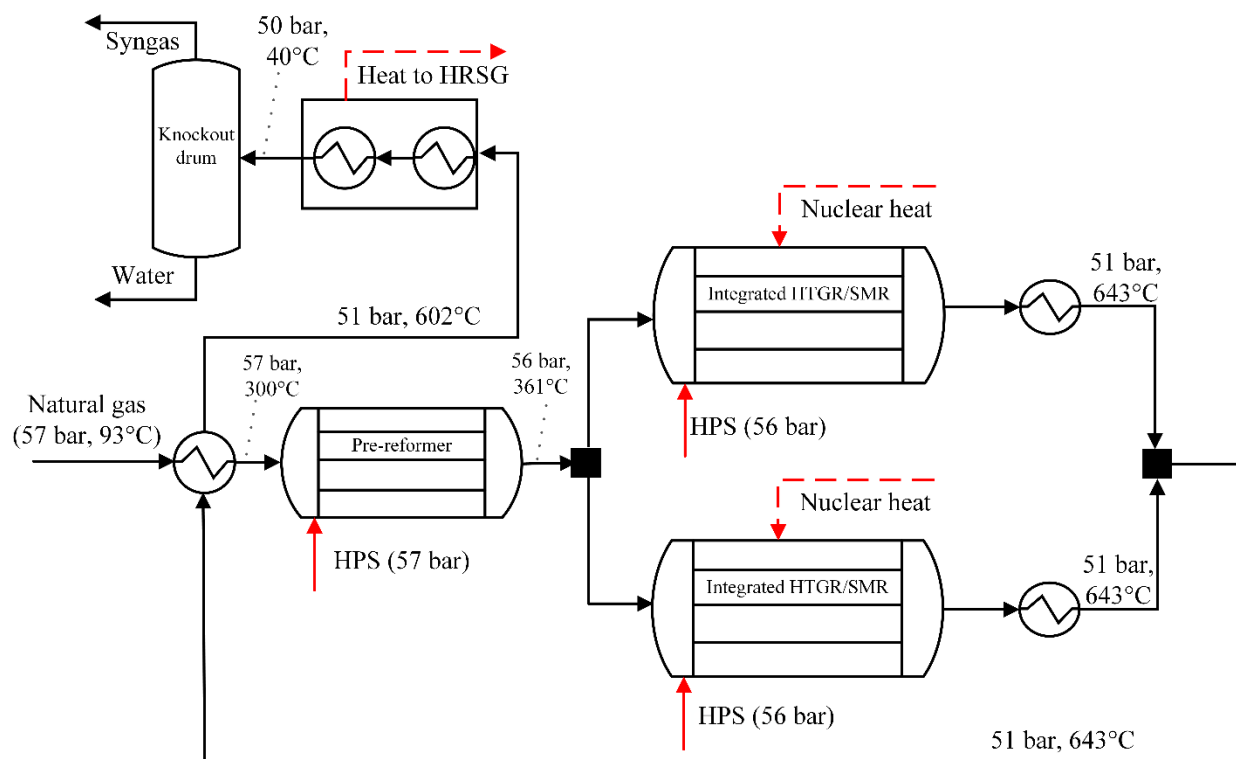 Syngas
50 bar,
40°C
Heat to HRSG
Knockout
drum
Water
51 bar, 602°C
Nuclear heat
Integrated HTGR/SMR
51 bar,
643°C
HPS (56 bar)
Natural gas
(57 bar, 93°C)
57 bar,
300°C
Pre-reformer
56 bar,
361°C
HPS (57 bar)
Nuclear heat
Integrated HTGR/SMR
51 bar,
643°C
HPS (56 bar)
51 bar, 643°C